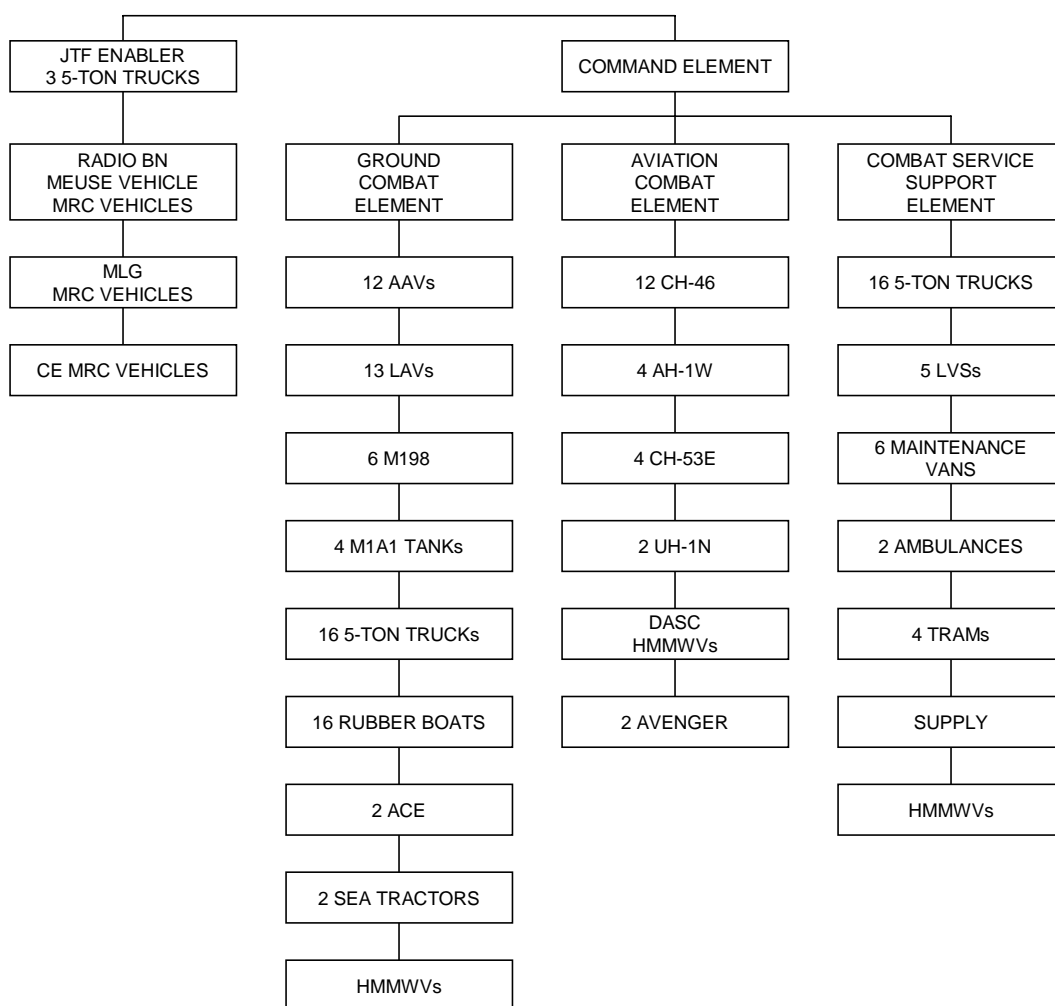 JTF ENABLER
3 5-TON TRUCKS
COMMAND ELEMENT
RADIO BN
MEUSE VEHICLE
MRC VEHICLES
MLG
MRC VEHICLES
CE MRC VEHICLES
GROUND
COMBAT
ELEMENT
12 AAVs
13 LAVs
6 M198
4 M1A1 TANKs
16 5-TON TRUCKs
16 RUBBER BOATS
2 ACE
2 SEA TRACTORS
HMMWVs
AVIATION
COMBAT
ELEMENT
12 CH-46
4 AH-1W
4 CH-53E
2 UH-1N
DASC
HMMWVs
2 AVENGER
COMBAT SERVICE
SUPPORT
ELEMENT
16 5-TON TRUCKS
5 LVSs
6 MAINTENANCE
VANS
2 AMBULANCES
4 TRAMs
SUPPLY
HMMWVs